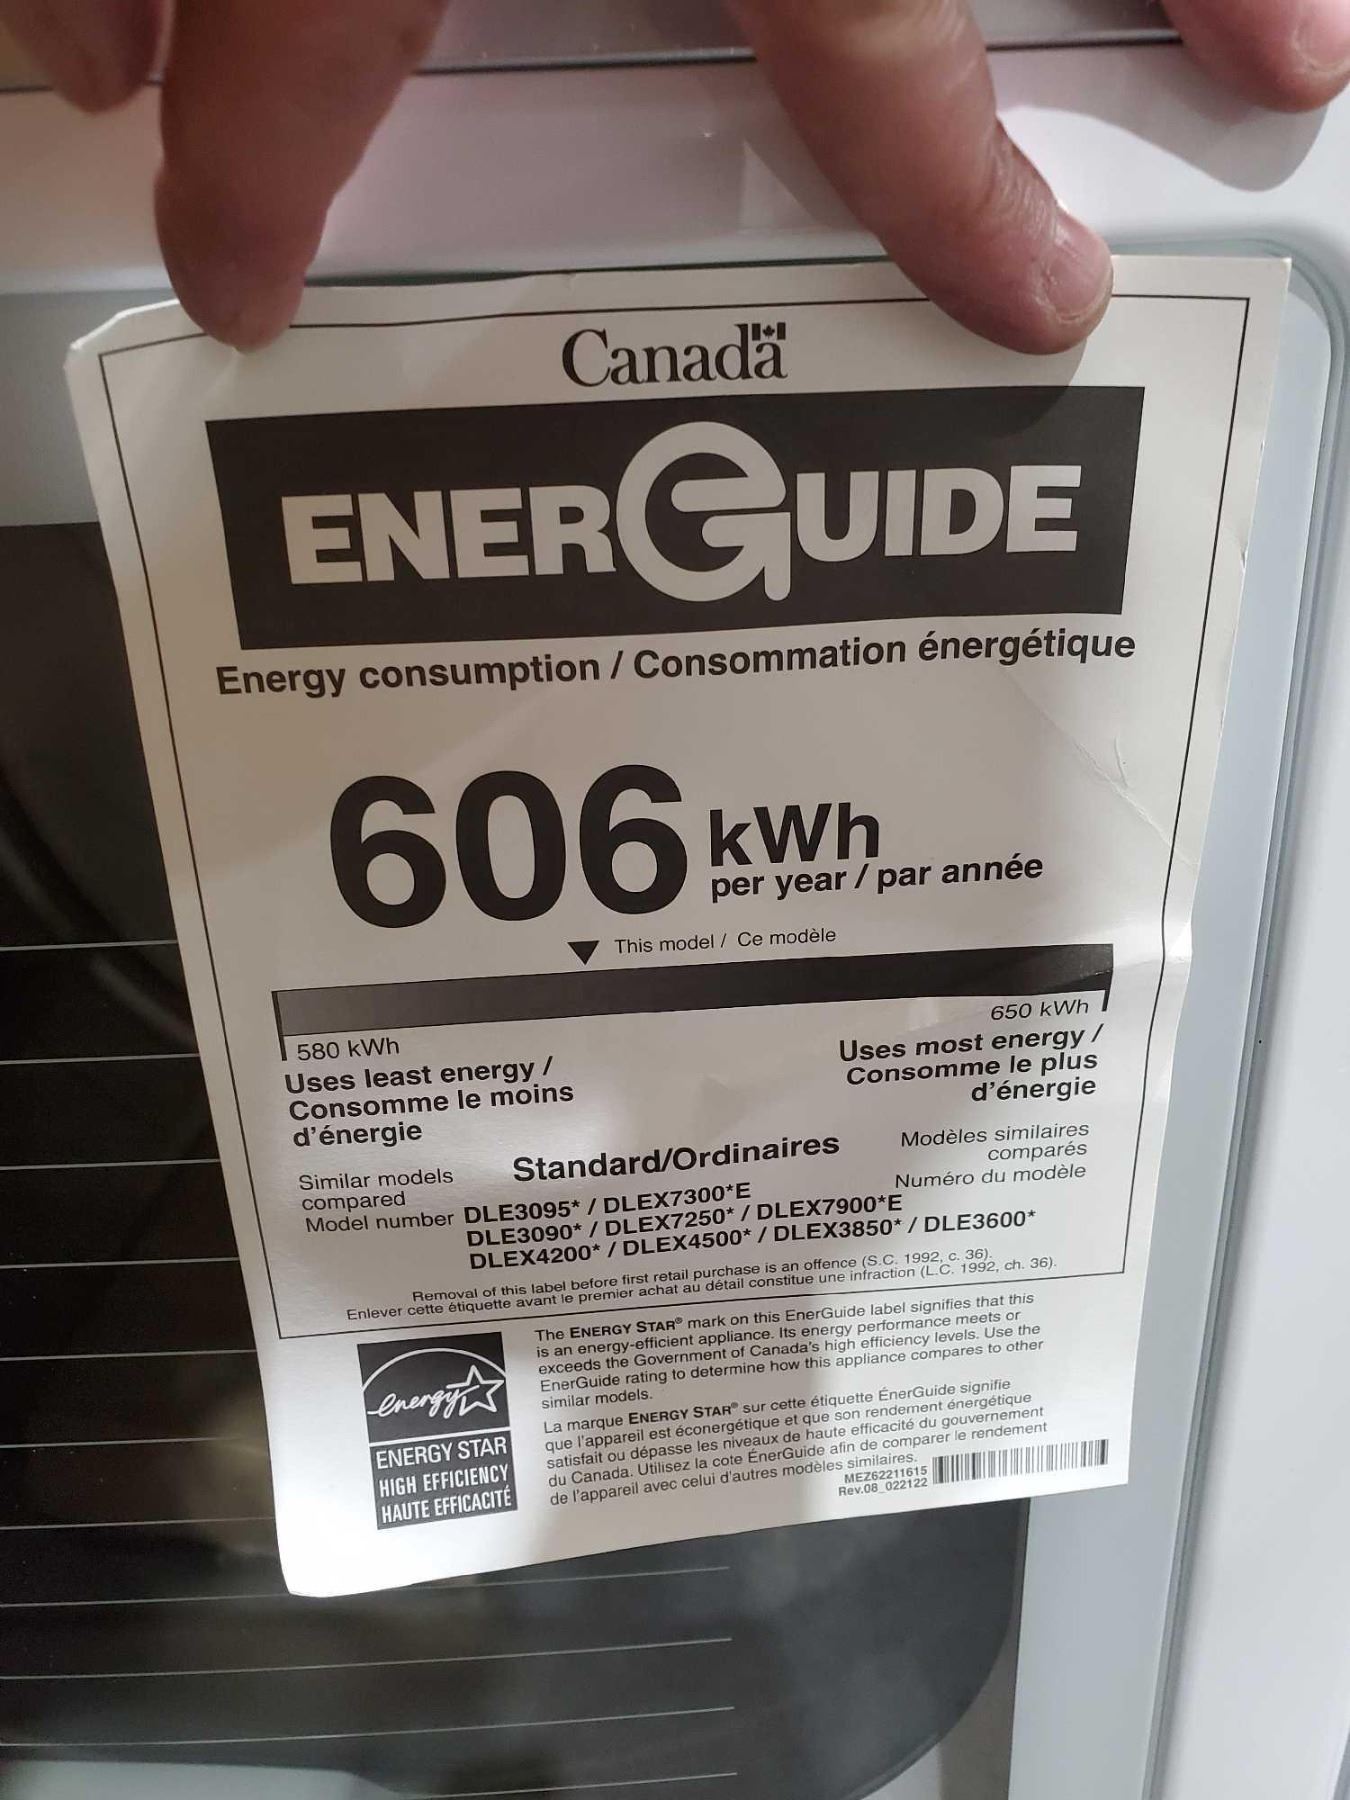 Canada
ENERGUIDE
Energy consumption / Consommation énergétique
606 kWh
per year / par année
This model / Ce modèle
580 kWh
650 kWh
Uses least energy /
Consomme le moins
d'énergie
Uses most energy /
Consomme le plus
d'énergie
Similar models
compared
Model number
Standard/Ordinaires
Modèles similaires
comparés
Numéro du modèle
DLE3095* / DLEX7300*E
DLE3090* / DLEX7250* / DLEX7900*E
DLEX4200* / DLEX4500* / DLEX3850* / DLE3600*
Removal of this label before first retail purchase is an offence (S.C. 1992, c. 36).
Enlever cette étiquette avant le premier achat au détail constitue une infraction (L.C. 1992, ch. 36).
energy
ENERGY STAR
HIGH EFFICIENCY
HAUTE EFFICACITÉ
The ENERGY STAR® mark on this EnerGuide label signifies that this
is an energy-efficient appliance. Its energy performance meets or
exceeds the Government of Canada's high efficiency levels. Use the
EnerGuide rating to determine how this appliance compares to other
similar models.
La marque ENERGY STAR® sur cette étiquette ÉnerGuide signifie
que l'appareil est éconergétique et que son rendement énergétique
satisfait ou dépasse les niveaux de haute efficacité du gouvernement
du Canada. Utilisez la cote ÉnerGuide afin de comparer le rendement
de l'appareil avec celui d'autres modèles similaires.
MEZ62211615
Rev.08_022122